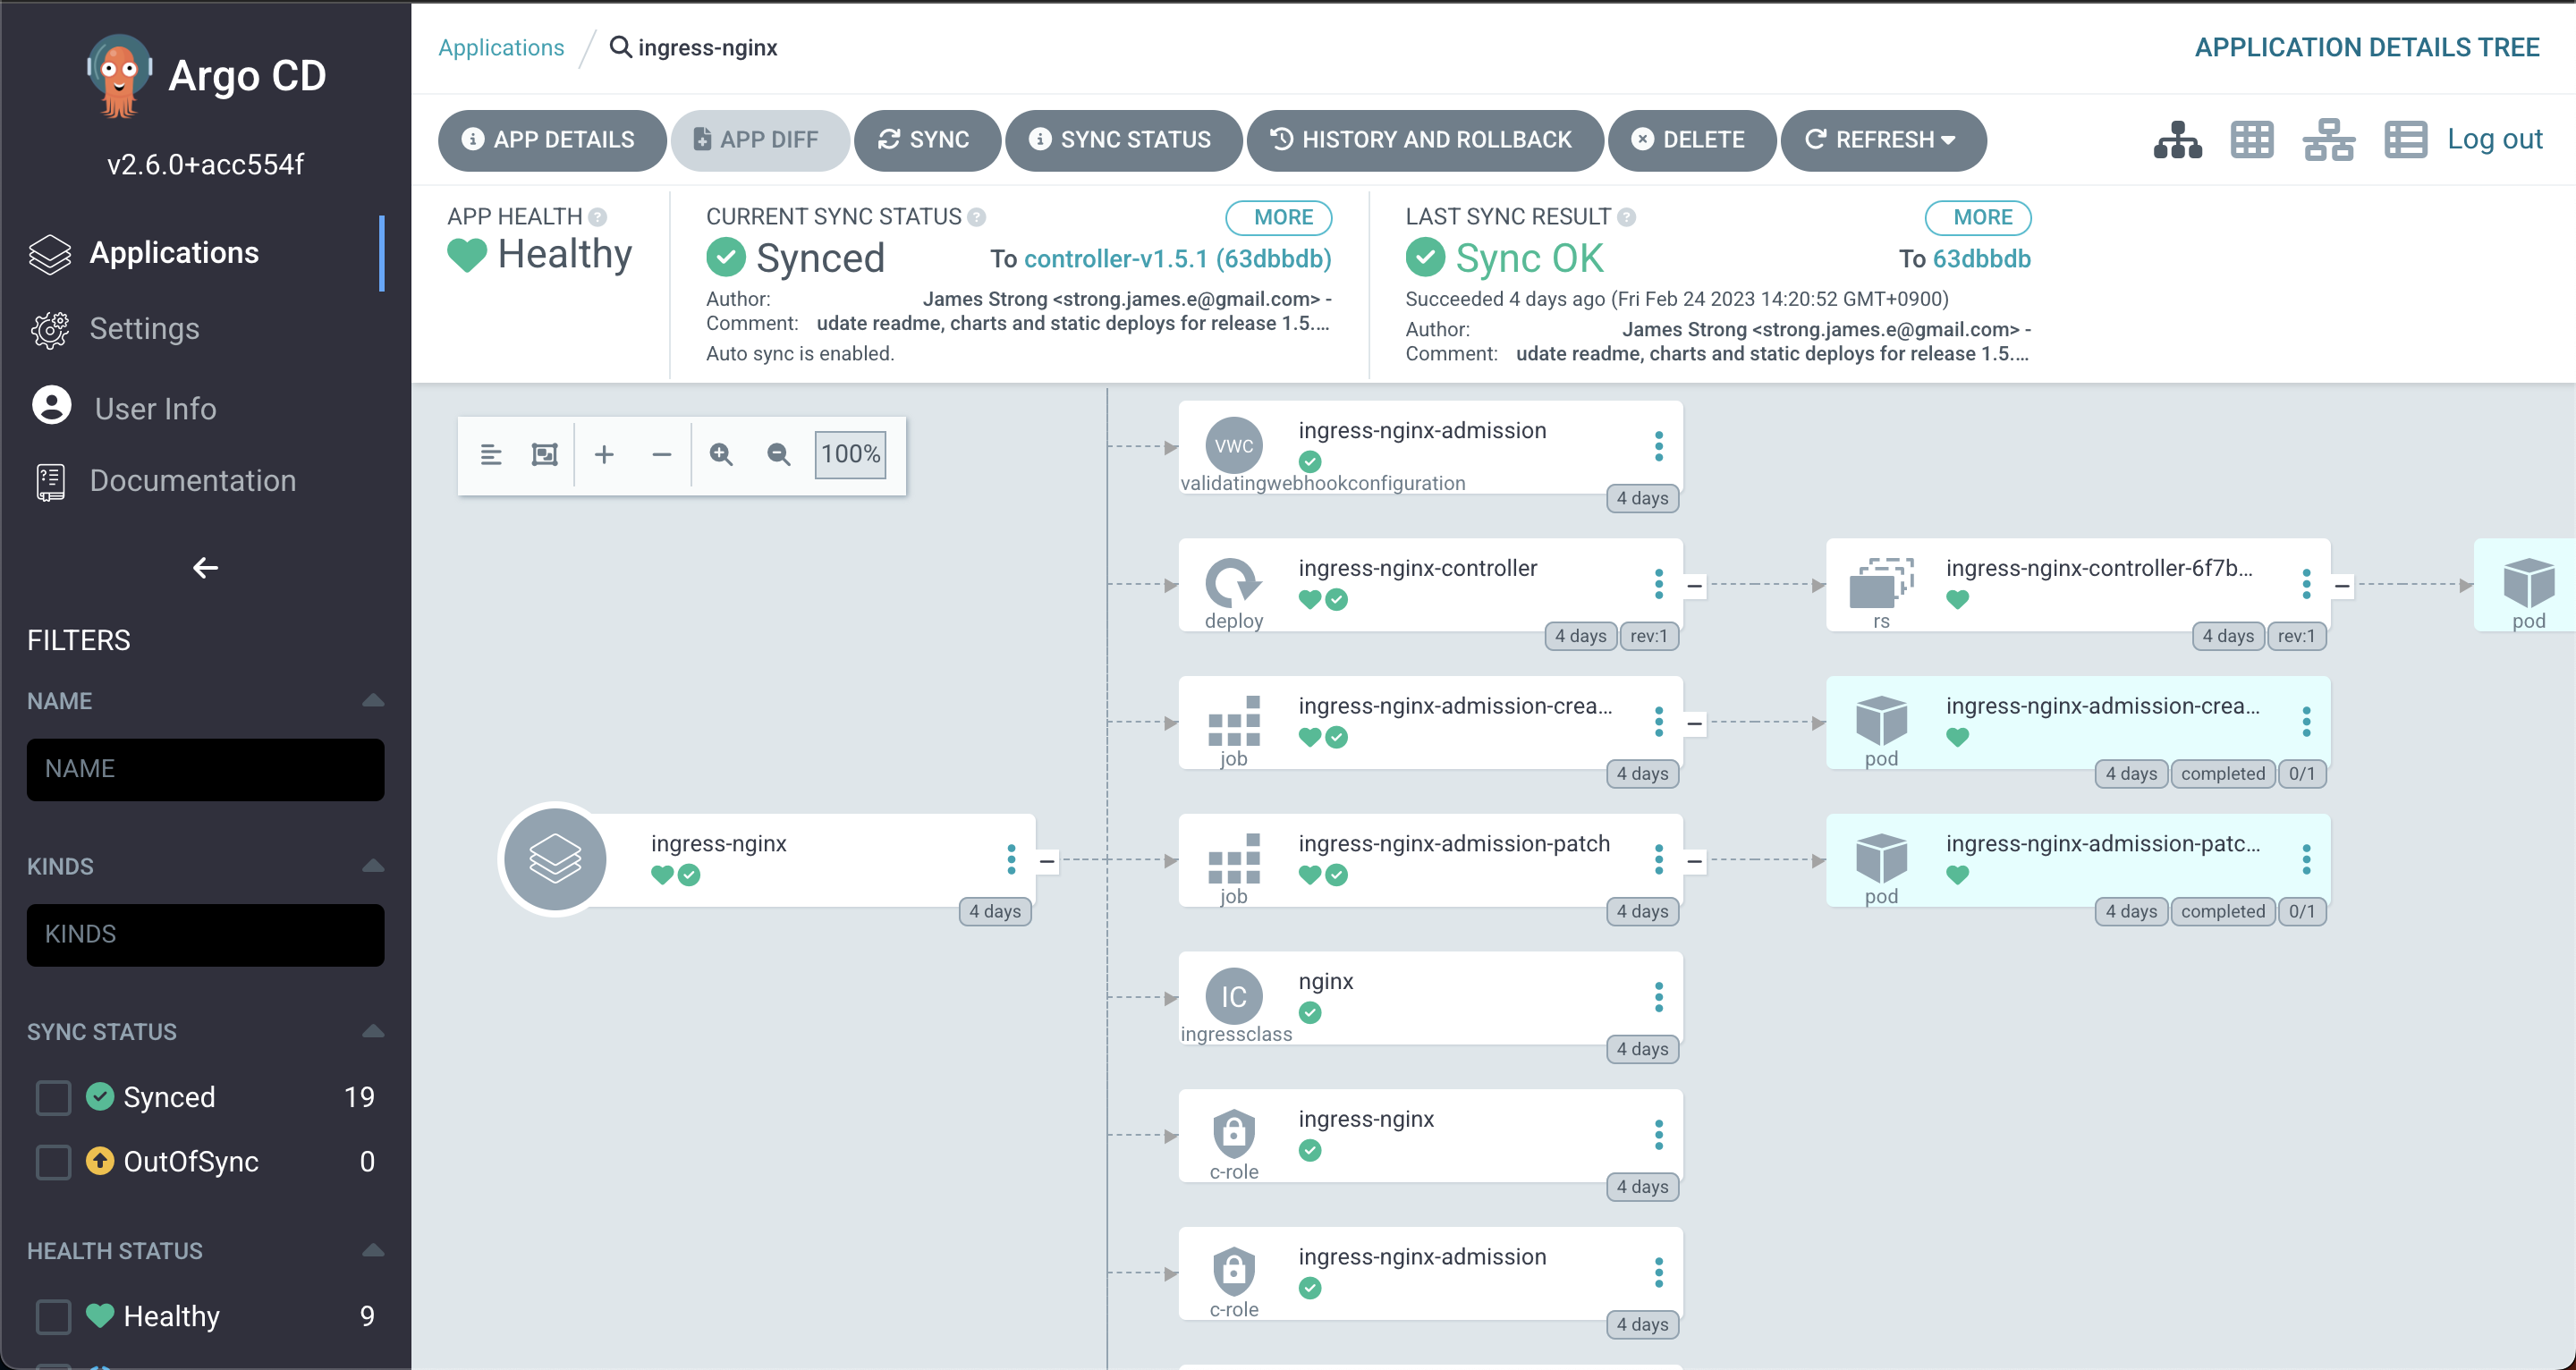 Argo CD
v2.6.0+acc554f
Applications
Settings
User Info
Documentation
FILTERS
NAME
NAME
KINDS
KINDS
SYNC STATUS
Synced 19
OutOfSync 0
HEALTH STATUS
Healthy 9
Applications / ingress-nginx
APPLICATION DETAILS TREE
APP DETAILS
APP DIFF
SYNC
SYNC STATUS
HISTORY AND ROLLBACK
DELETE
REFRESH
Log out
APP HEALTH
Healthy
CURRENT SYNC STATUS
MORE
Synced
To controller-v1.5.1 (63dbbdb)
Author: James Strong <strong.james.e@gmail.com> -
Comment: udate readme, charts and static deploys for release 1.5....
Auto sync is enabled.
LAST SYNC RESULT
MORE
Sync OK
To 63dbbdb
Succeeded 4 days ago (Fri Feb 24 2023 14:20:52 GMT+0900)
Author: James Strong <strong.james.e@gmail.com> -
Comment: udate readme, charts and static deploys for release 1.5....
100%
ingress-nginx
4 days
VWC
ingress-nginx-admission
validatingwebhookconfiguration
4 days
ingress-nginx-controller
deploy
4 days
rev:1
ingress-nginx-controller-6f7b...
rs
4 days
rev:1
pod
ingress-nginx-admission-crea...
job
4 days
ingress-nginx-admission-crea...
pod
4 days
completed
0/1
ingress-nginx-admission-patch
job
4 days
ingress-nginx-admission-patc...
pod
4 days
completed
0/1
IC
nginx
ingressclass
4 days
ingress-nginx
c-role
4 days
ingress-nginx-admission
c-role
4 days